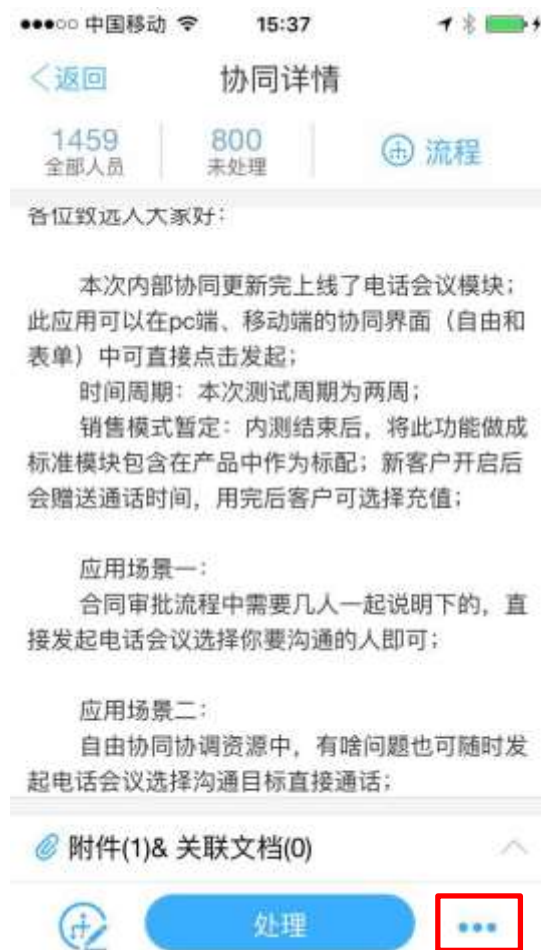 中国移动 15:37
返回 协同详情
1459 800 流程
全部人员 未处理
各位致远人大家好：
本次内部协同更新完上线了电话会议模块；
此应用可以在pc端、移动端的协同界面（自由和
表单）中可直接点击发起；
时间周期：本次测试周期为两周；
销售模式暂定：内测结束后，将此功能做成
标准模块包含在产品中作为标配；新客户开启后
会赠送通话时间，用完后客户可选择充值；
应用场景一：
合同审批流程中需要几人一起说明下的，直
接发起电话会议选择你要沟通的人即可；
应用场景二：
自由协同协调资源中，有啥问题也可随时发
起电话会议选择沟通目标直接通话；
附件(1)& 关联文档(0)
处理